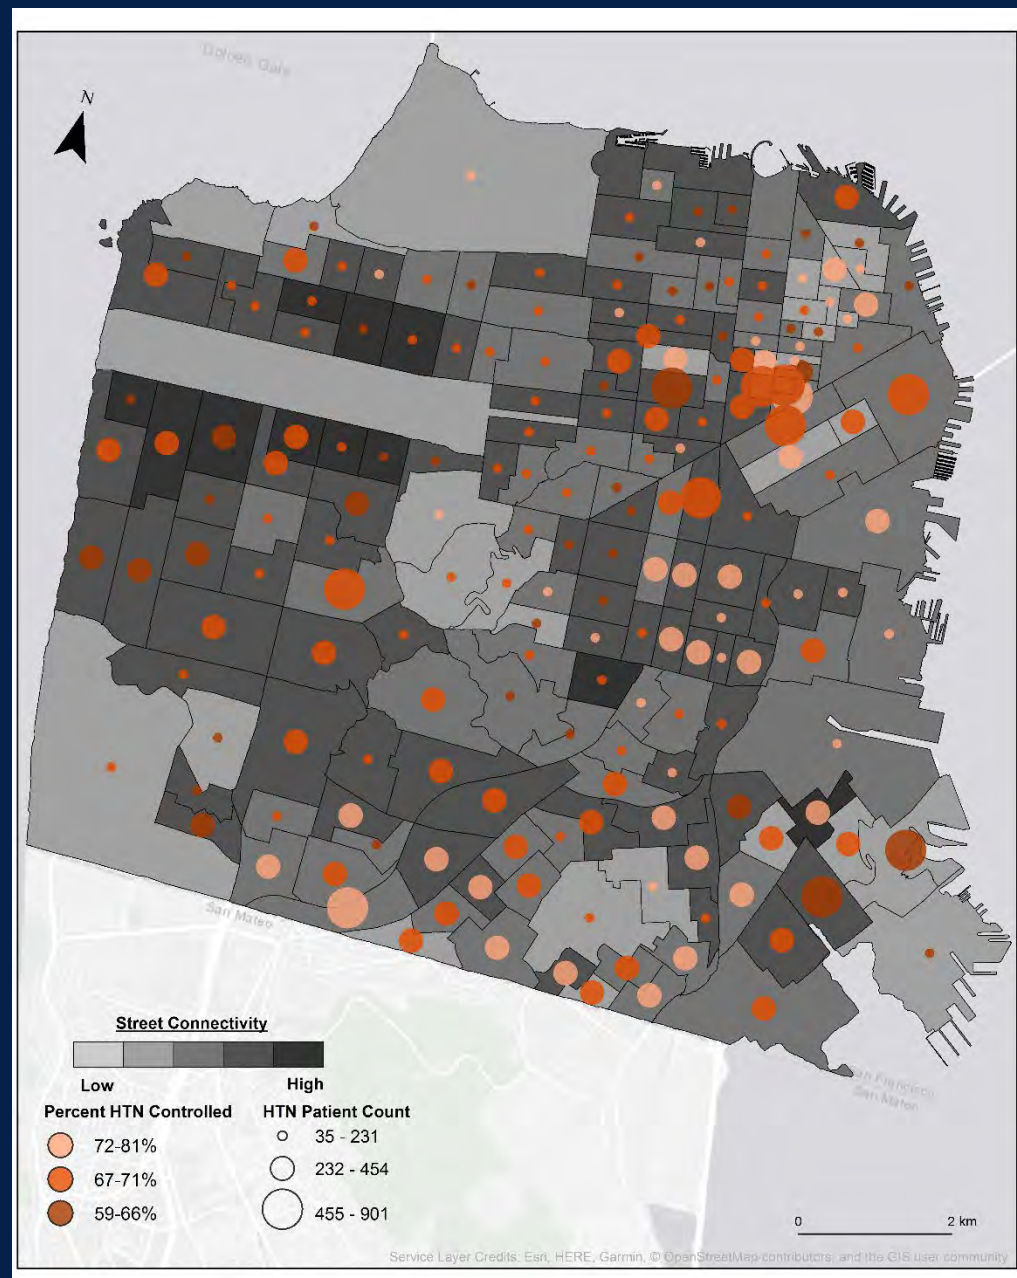 Golden Gate
N
San Mateo
Street Connectivity
Low High
Percent HTN Controlled
72-81%
67-71%
59-66%
HTN Patient Count
35 - 231
232 - 454
455 - 901
San Francisco
San Mateo
0 2 km
Service Layer Credits: Esri, HERE, Garmin, © OpenStreetMap contributors, and the GIS user community